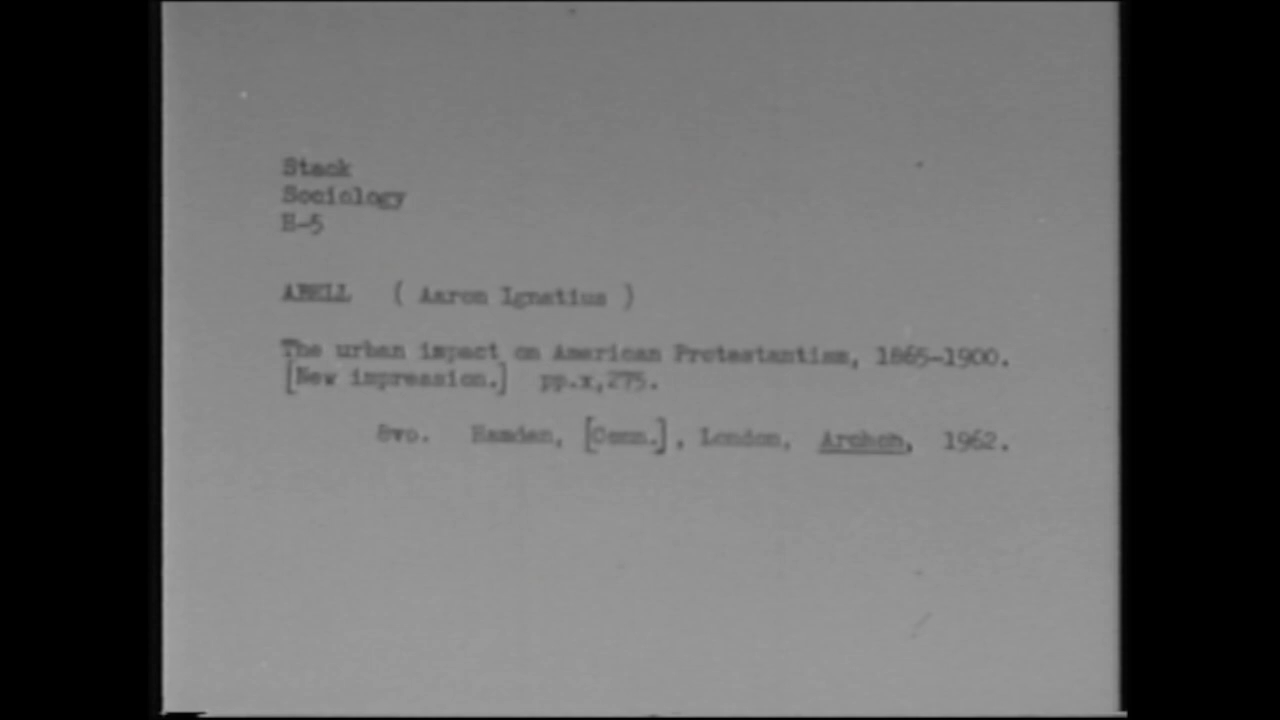 Stack
Sociology
E-5
ABELL ( Aaron Ignatius )
The urban impact on American Protestantism, 1865-1900.
[New impression.] pp.x,275.
8vo. Hamden, [Conn.], London, Archon, 1962.